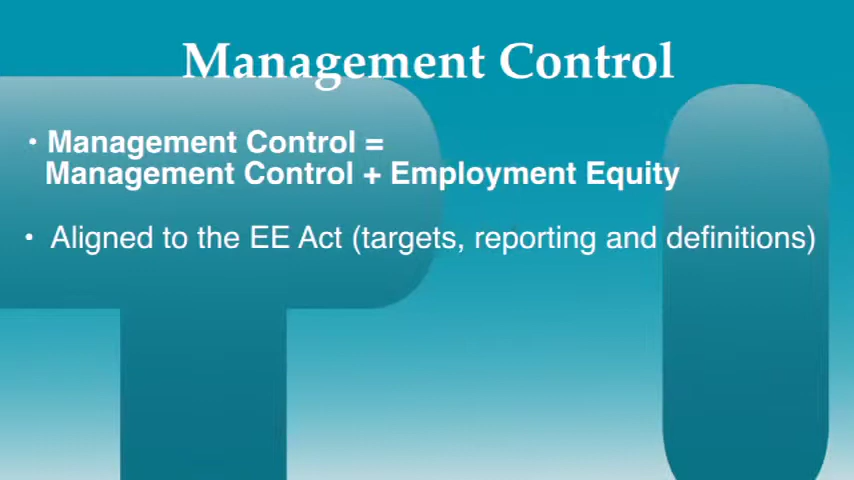 Management Control
• Management Control =
Management Control + Employment Equity
• Aligned to the EE Act (targets, reporting and definitions)